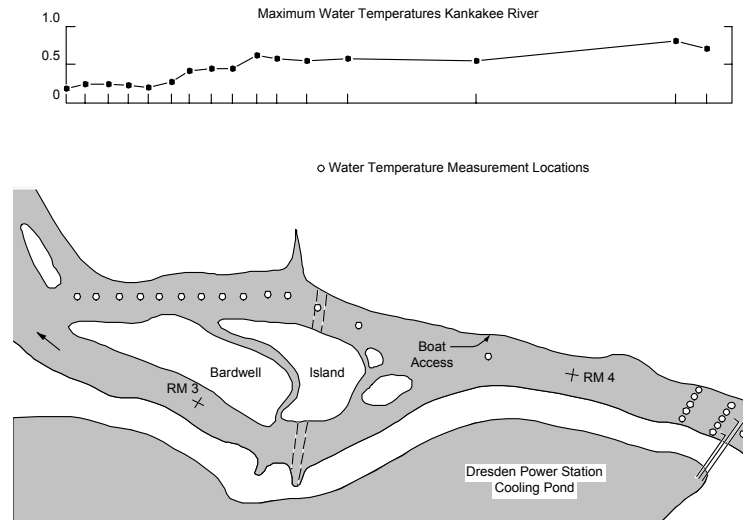 Maximum Water Temperatures Kankakee River
1.0
0.5
0
Water Temperature Measurement Locations
Boat
Access
Bardwell
Island
RM 3
RM 4
Dresden Power Station
Cooling Pond